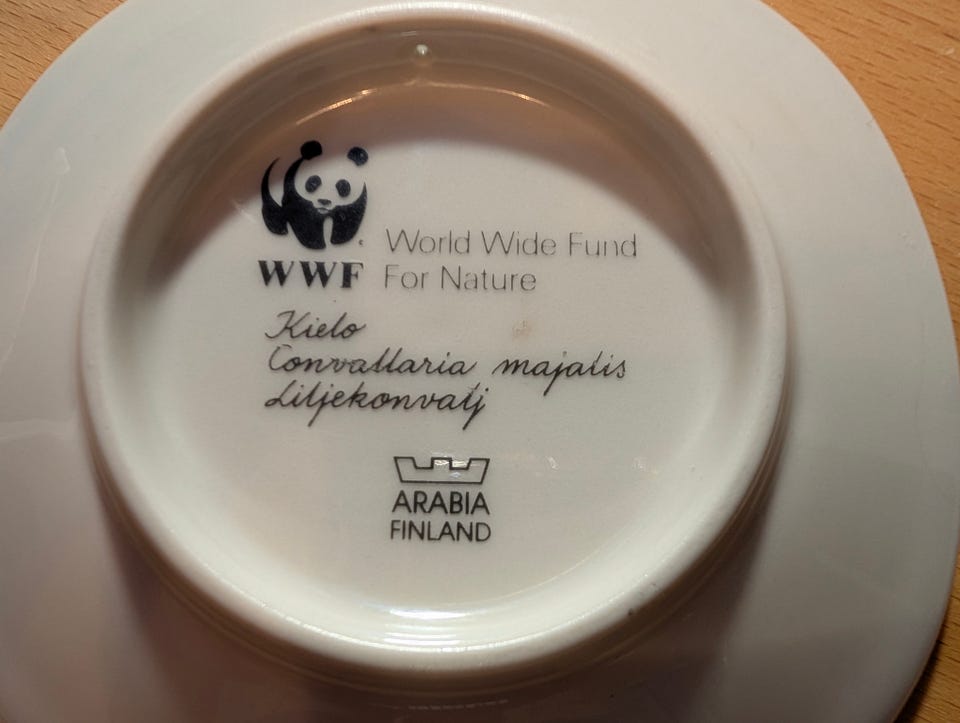 World Wide Fund
WWF For Nature
Kielo
Convallaria majalis
Liljekonvalj
ARABIA
FINLAND